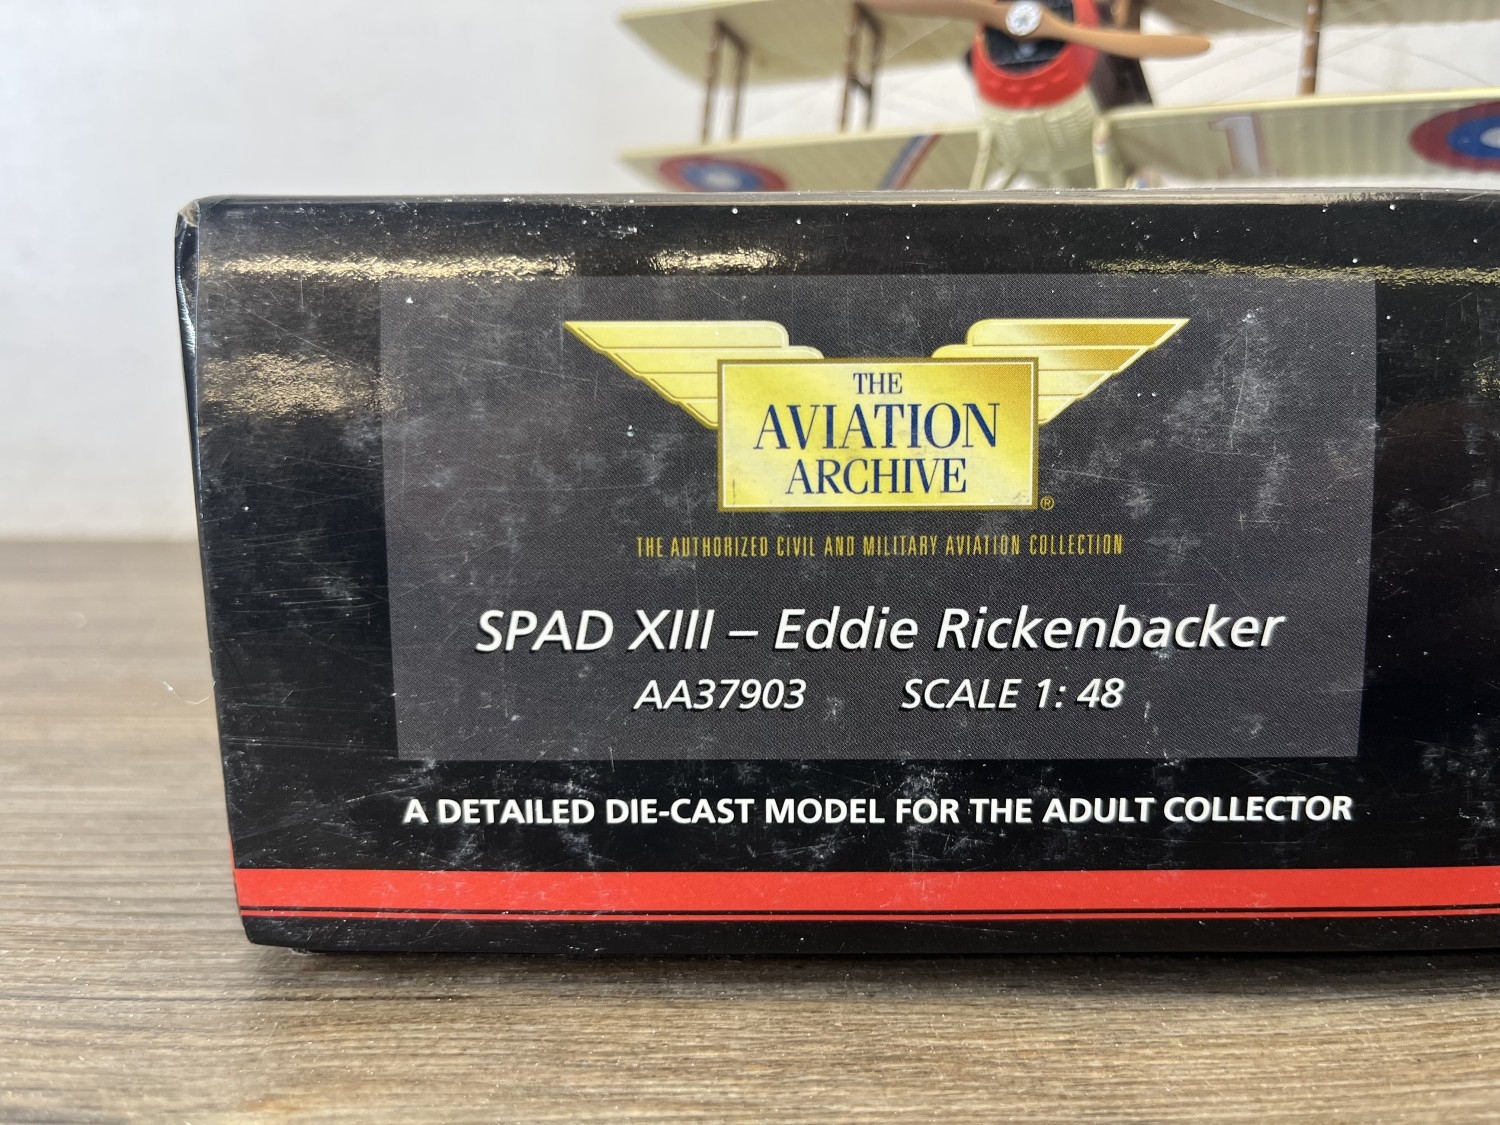 THE
AVIATION
ARCHIVE
®
THE AUTHORIZED CIVIL AND MILITARY AVIATION COLLECTION
SPAD XIII – Eddie Rickenbacker
AA37903 SCALE 1: 48
A DETAILED DIE-CAST MODEL FOR THE ADULT COLLECTOR
1